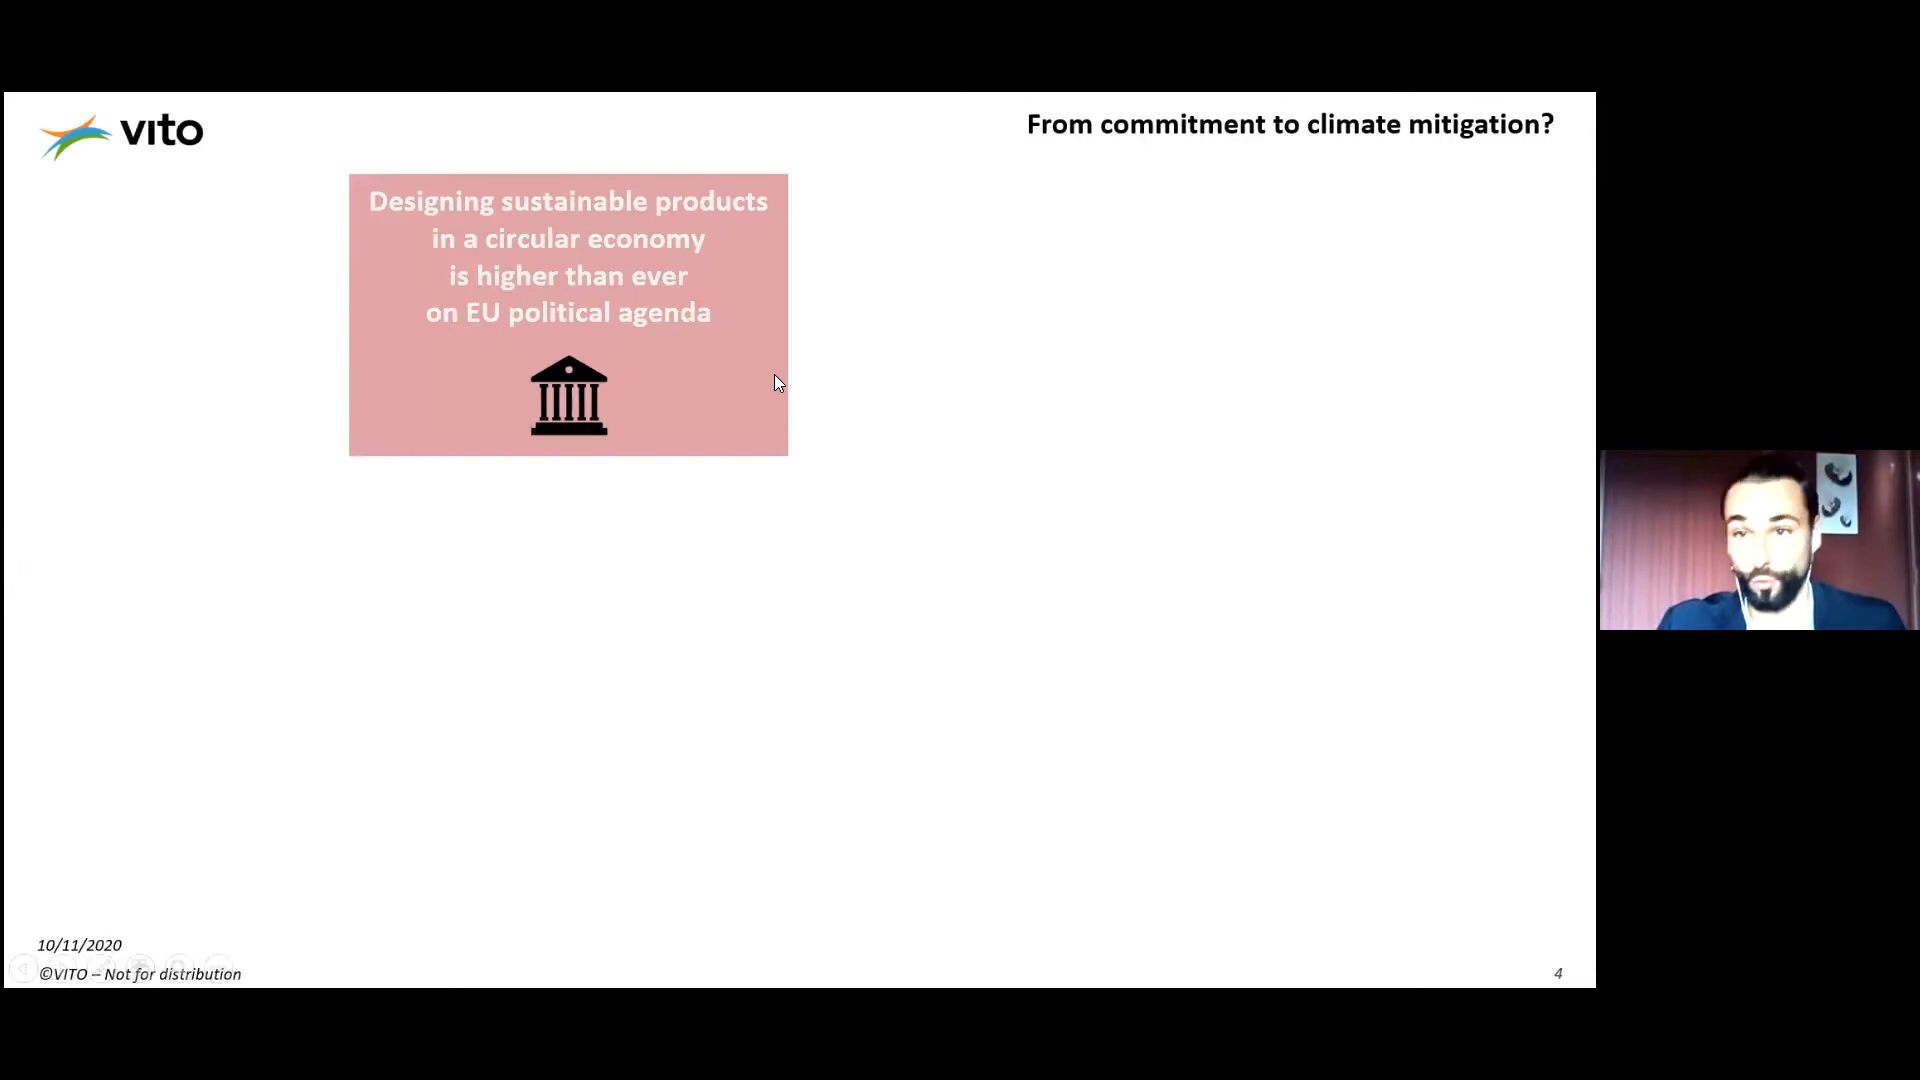 vito
From commitment to climate mitigation?
Designing sustainable products
in a circular economy
is higher than ever
on EU political agenda
10/11/2020
©VITO – Not for distribution
4